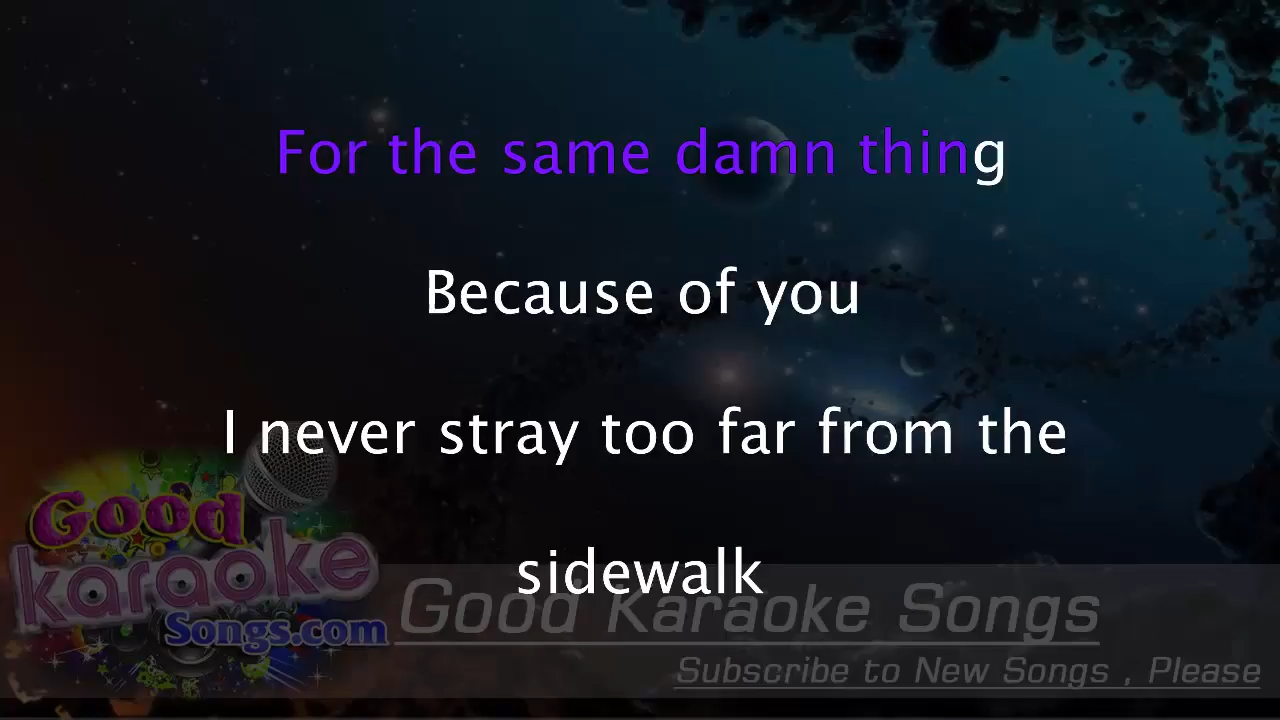 For the same damn thing
Because of you
I never stray too far from the
sidewalk
Good
karaoke
Songs.com
Good Karaoke Songs
Subscribe to New Songs , Please